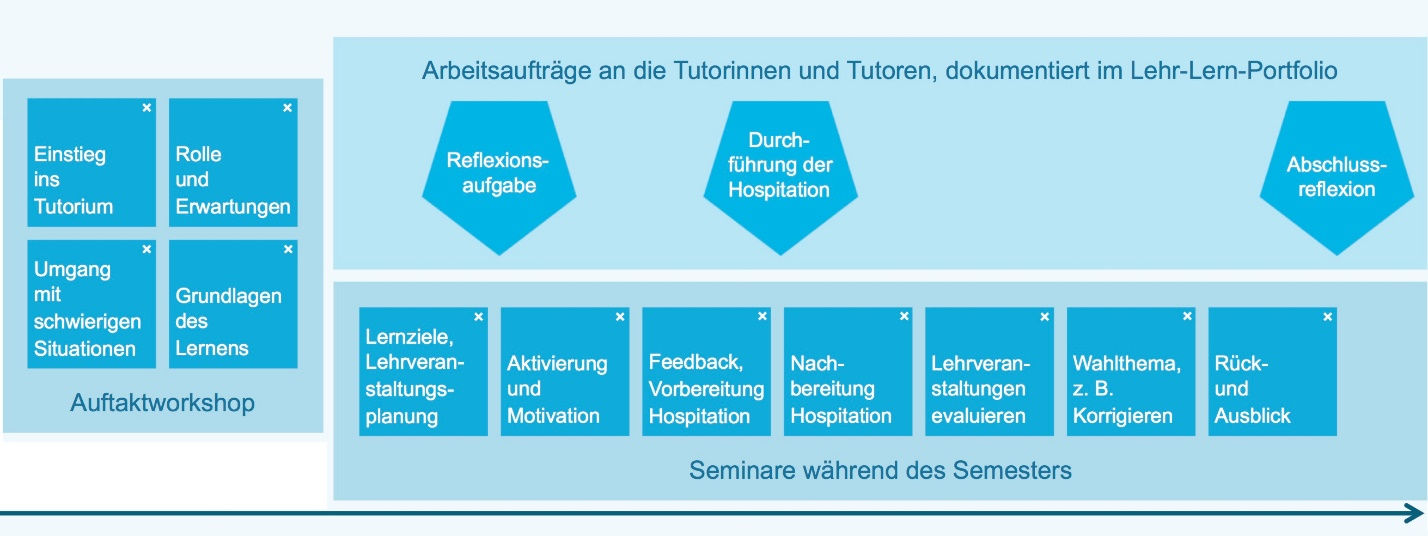 Arbeitsaufträge an die Tutorinnen und Tutoren, dokumentiert im Lehr-Lern-Portfolio
Einstieg
ins
Tutorium
Rolle
und
Erwartungen
Umgang
mit
schwierigen
Situationen
Grundlagen
des
Lernens
Auftaktworkshop
Reflexions-
aufgabe
Durch-
führung der
Hospitation
Abschluss-
reflexion
Lernziele,
Lehrveran-
staltungs-
planung
Aktivierung
und
Motivation
Feedback,
Vorbereitung
Hospitation
Nach-
bereitung
Hospitation
Lehrveran-
staltungen
evaluieren
Wahlthema,
z. B.
Korrigieren
Rück-
und
Ausblick
Seminare während des Semesters